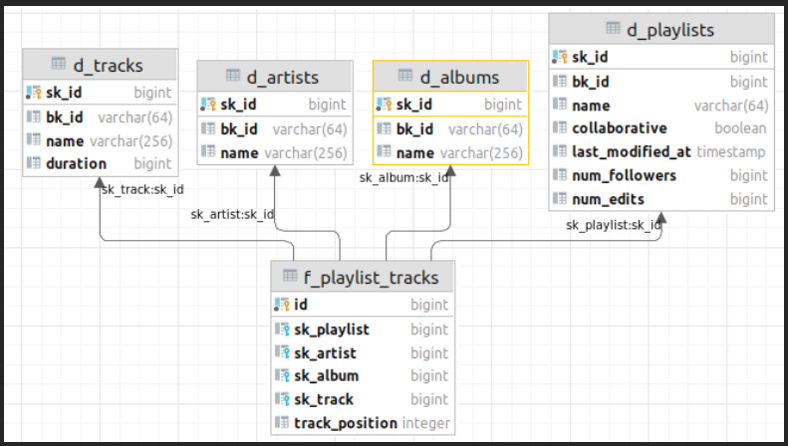 d_tracks
sk_id bigint
bk_id varchar(64)
name varchar(256)
duration bigint
d_artists
sk_id bigint
bk_id varchar(64)
name varchar(256)
d_albums
sk_id bigint
bk_id varchar(64)
name varchar(256)
d_playlists
sk_id bigint
bk_id bigint
name varchar(64)
collaborative boolean
last_modified_at timestamp
num_followers bigint
num_edits bigint
sk_track:sk_id
sk_artist:sk_id
sk_album:sk_id
sk_playlist:sk_id
f_playlist_tracks
id bigint
sk_playlist bigint
sk_artist bigint
sk_album bigint
sk_track bigint
track_position integer